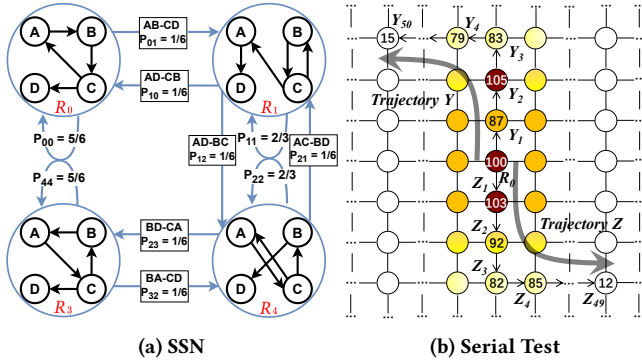 A B AB-CD A B
P01 = 1/6
D C AD-CB D C
R0 P10 = 1/6 R1
P00 = 5/6 AD-BC P11 = 2/3 AC-BD
P12 = 1/6 P21 = 1/6
P44 = 5/6 P22 = 2/3
A B BD-CA A B
P23 = 1/6
D C BA-CD D C
R3 P32 = 1/6 R4
(a) SSN
15 Y50 79 Y4 83
Y3
105
Trajectory Y Y2
87 Y1
100
Z1 R0
103
Z2 Trajectory Z
92
Z3
82 85 12
Z4 Z49
(b) Serial Test